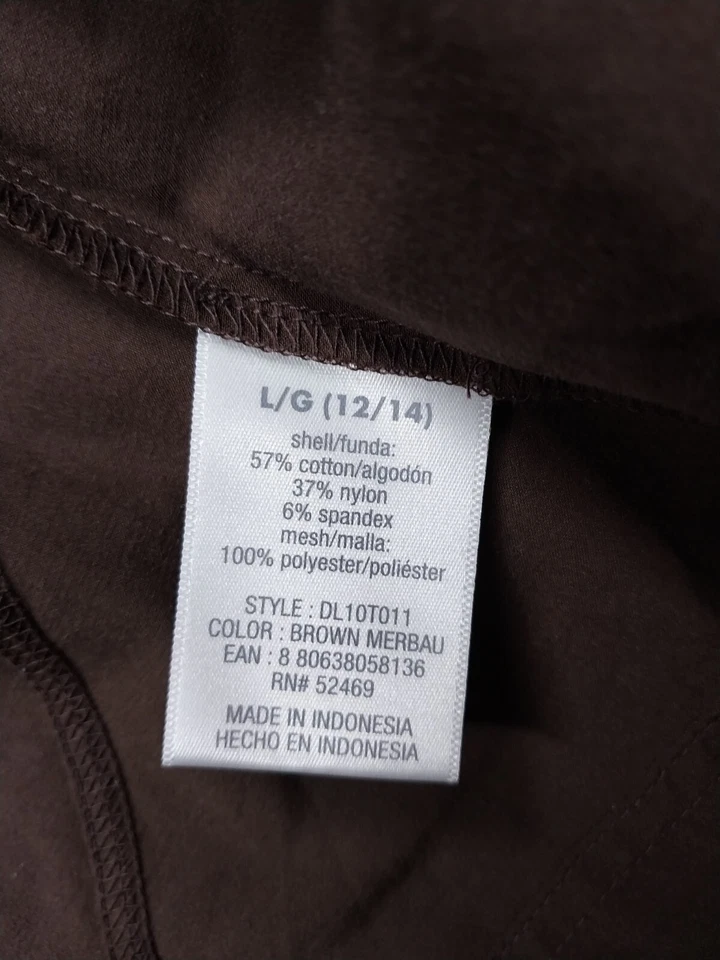 L/G (12/14)
shell/funda:
57% cotton/algodón
37% nylon
6% spandex
mesh/malla:
100% polyester/poliéster
STYLE : DL10T011
COLOR : BROWN MERBAU
EAN : 8 80638058136
RN# 52469
MADE IN INDONESIA
HECHO EN INDONESIA